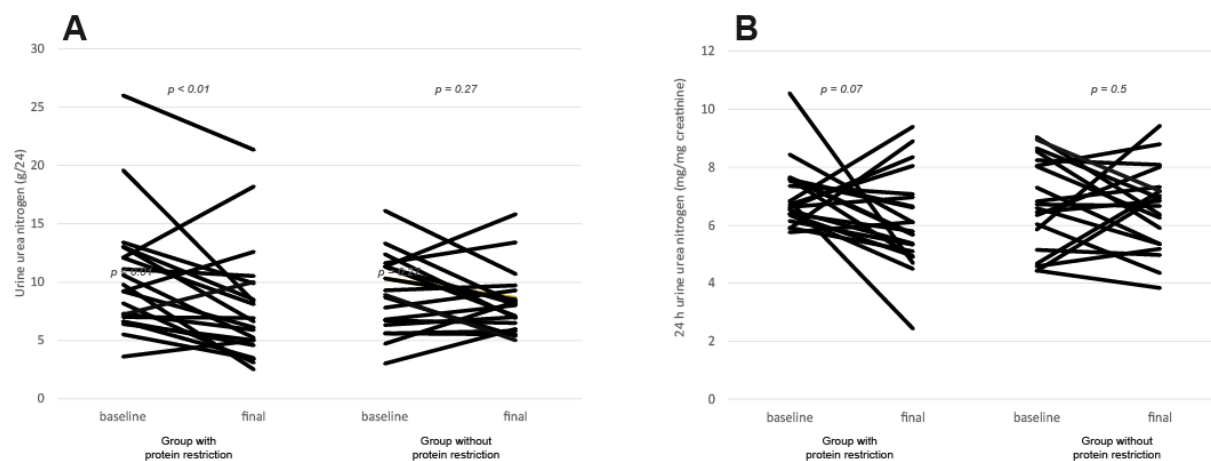 A
Urine urea nitrogen (g/24)
30
25
20
15
10
5
0
p < 0.01
p = 0.27
p < 0.01
baseline
final
baseline
final
Group with
protein restriction
Group without
protein restriction
B
24 h urine urea nitrogen (mg/mg creatinine)
12
10
8
6
4
2
0
p = 0.07
p = 0.5
baseline
final
baseline
final
Group with
protein restriction
Group without
protein restriction